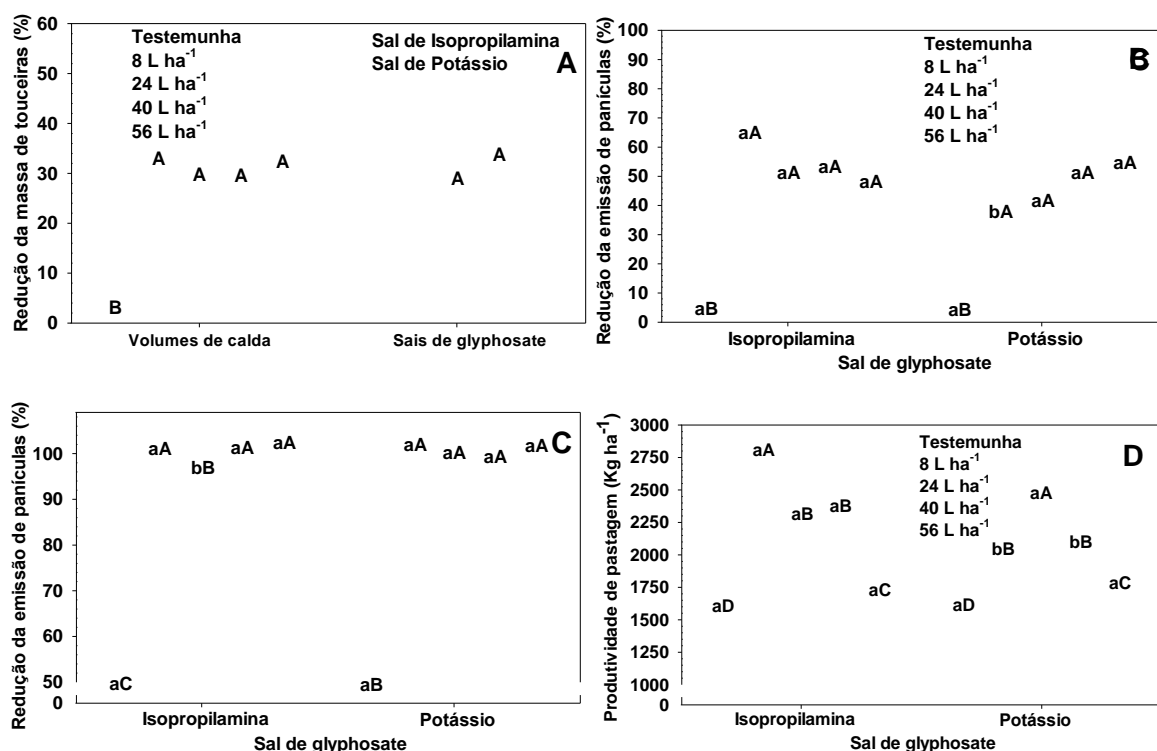 Redução da massa de touceiras (%)
60
50
40
30
20
10
0
Testemunha
8 L ha⁻¹
24 L ha⁻¹
40 L ha⁻¹
56 L ha⁻¹
Sal de Isopropilamina
Sal de Potássio
A
A
A
A
A
A
A
B
Volumes de calda
Sais de glyphosate
Redução da emissão de panículas (%)
100
90
80
70
60
50
40
30
20
10
0
Testemunha
8 L ha⁻¹
24 L ha⁻¹
40 L ha⁻¹
56 L ha⁻¹
B
aB
aA
aA
aA
aA
aB
bA
aA
aA
aA
Isopropilamina
Potássio
Sal de glyphosate
Redução da emissão de panículas (%)
100
90
80
70
60
50
0
C
aC
aA
bB
aA
aA
aB
aA
aA
aA
aA
Isopropilamina
Potássio
Sal de glyphosate
Produtividade de pastagem (Kg ha⁻¹)
3000
2750
2500
2250
2000
1750
1500
1250
1000
0
Testemunha
8 L ha⁻¹
24 L ha⁻¹
40 L ha⁻¹
56 L ha⁻¹
D
aD
aA
aB
aB
aC
aD
bB
aA
bB
aC
Isopropilamina
Potássio
Sal de glyphosate